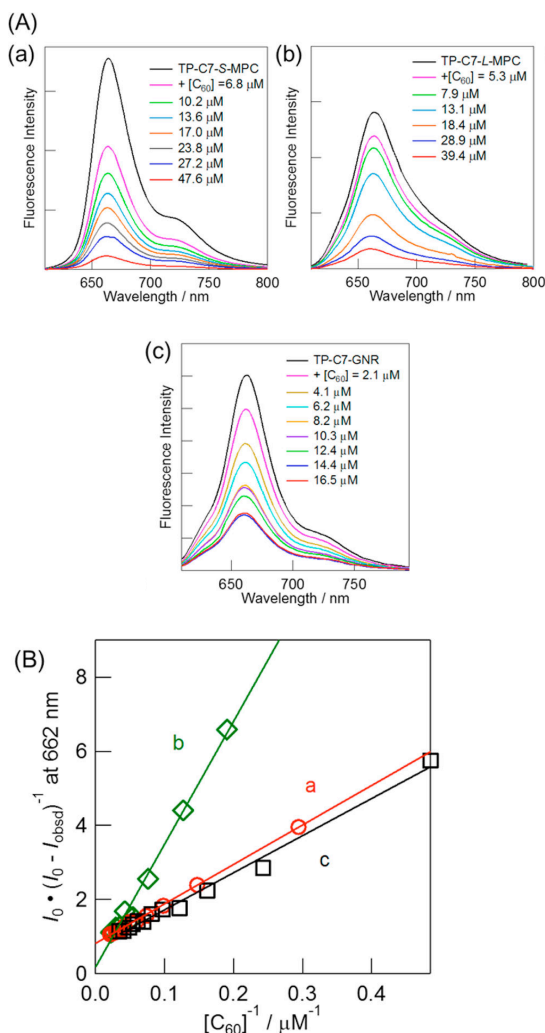 (A)
(a)
TP-C7-S-MPC
+ [C60] =6.8 μM
10.2 μM
13.6 μM
17.0 μM
23.8 μM
27.2 μM
47.6 μM
Fluorescence Intensity
650 700 750 800
Wavelength / nm
(b)
TP-C7-L-MPC
+[C60] = 5.3 μM
7.9 μM
13.1 μM
18.4 μM
28.9 μM
39.4 μM
Fluorescence Intensity
650 700 750 800
Wavelength / nm
(c)
TP-C7-GNR
+ [C60] = 2.1 μM
4.1 μM
6.2 μM
8.2 μM
10.3 μM
12.4 μM
14.4 μM
16.5 μM
Fluorescence Intensity
650 700 750
Wavelength / nm
(B)
I0 • (I0 - Iobsd)-1 at 662 nm
8
6
4
2
0
b
a
c
0.0 0.1 0.2 0.3 0.4
[C60]-1 / μM-1